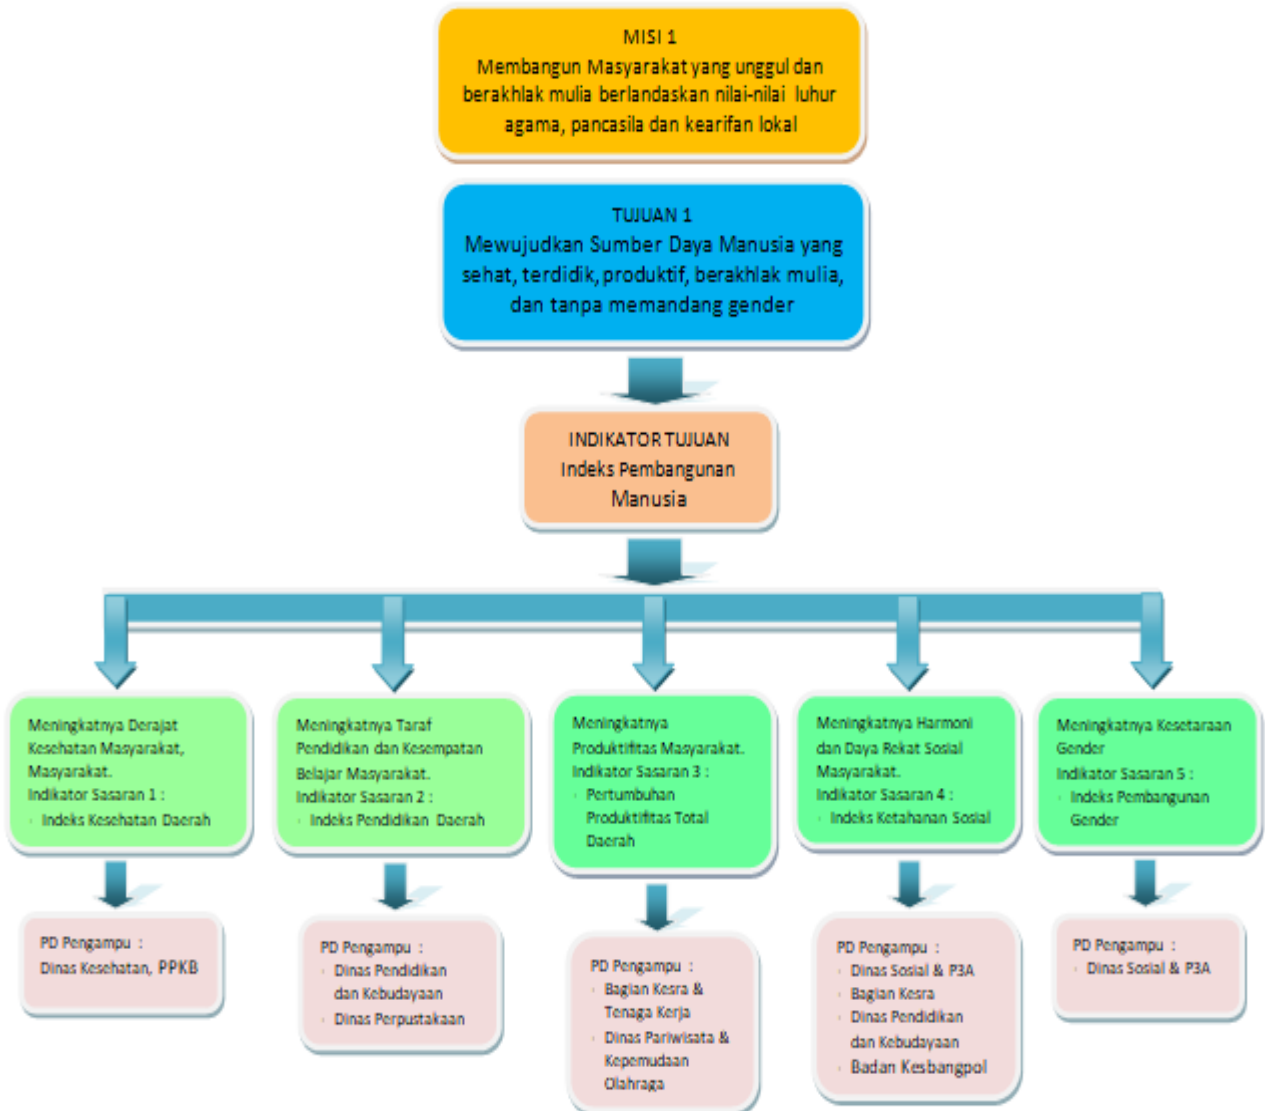 MISI 1
Membangun Masyarakat yang unggul dan
berakhlak mulia berlandaskan nilai-nilai luhur
agama, pancasila dan kearifan lokal
TUJUAN 1
Mewujudkan Sumber Daya Manusia yang
sehat, terdidik, produktif, berakhlak mulia,
dan tanpa memandang gender
INDIKATOR TUJUAN
Indeks Pembangunan
Manusia
Meningkatnya Derajat
Kesehatan Masyarakat,
Masyarakat.
Indikator Sasaran 1 :
Indeks Kesehatan Daerah
Meningkatnya Taraf
Pendidikan dan Kesempatan
Belajar Masyarakat.
Indikator Sasaran 2 :
Indeks Pendidikan Daerah
Meningkatnya
Produktifitas Masyarakat.
Indikator Sasaran 3 :
Pertumbuhan
Produktifitas Total
Daerah
Meningkatnya Harmoni
dan Daya Rekat Sosial
Masyarakat.
Indikator Sasaran 4 :
Indeks Ketahanan Sosial
Meningkatnya Kesetaraan
Gender
Indikator Sasaran 5 :
Indeks Pembangunan
Gender
PD Pengampu :
Dinas Kesehatan, PPKB
PD Pengampu :
Dinas Pendidikan
dan Kebudayaan
Dinas Perpustakaan
PD Pengampu :
Bagian Kesra &
Tenaga Kerja
Dinas Pariwisata &
Kepemudaan
Olahraga
PD Pengampu :
Dinas Sosial & P3A
Bagian Kesra
Dinas Pendidikan
dan Kebudayaan
Badan Kesbangpol
PD Pengampu :
Dinas Sosial & P3A